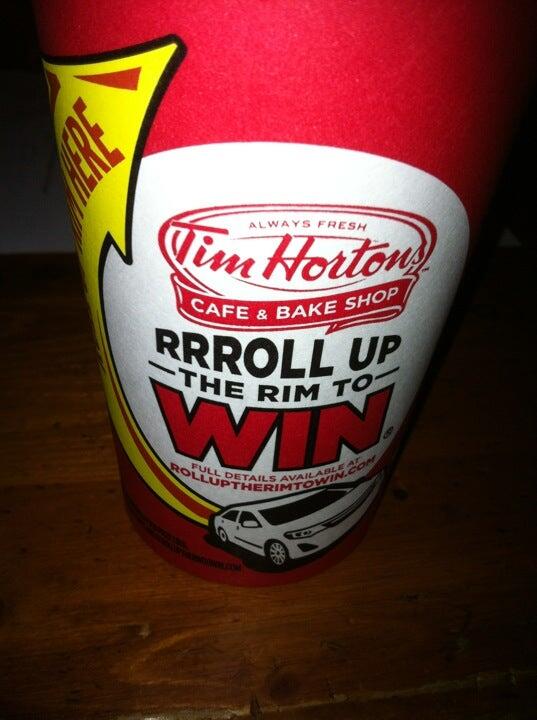 HERE
ALWAYS FRESH
Tim Hortons
CAFE & BAKE SHOP
RRROLL UP
THE RIM TO
WIN®
FULL DETAILS AVAILABLE AT
ROLLUPTHERIMTOWIN.COM